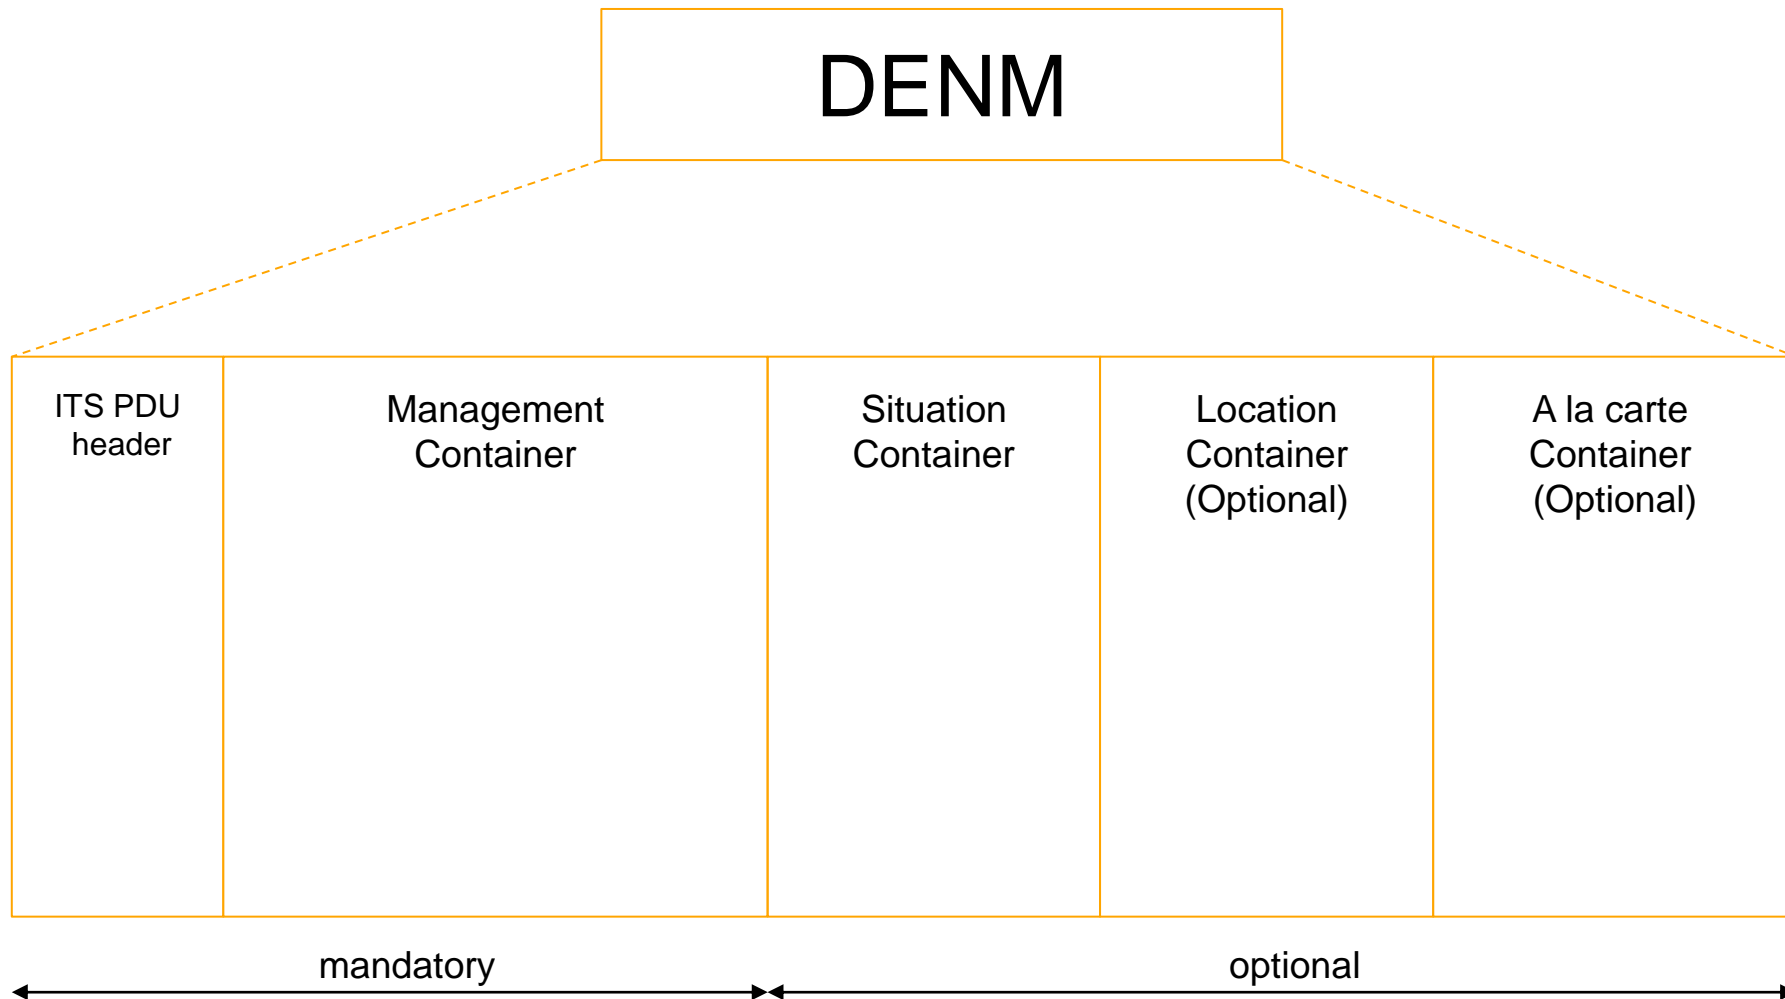 DENM
ITS PDU
header
Management
Container
Situation
Container
Location
Container
(Optional)
A la carte
Container
(Optional)
mandatory
optional